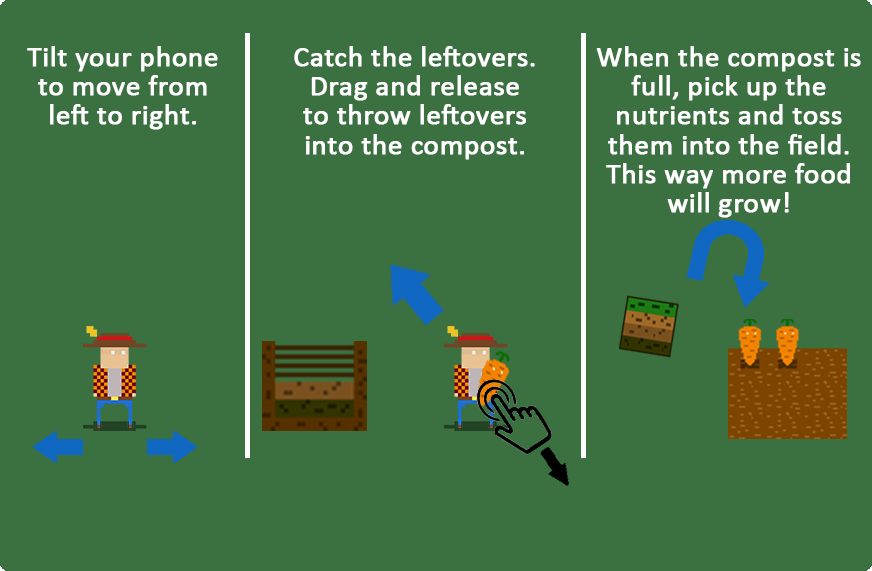 Tilt your phone
to move from
left to right.
Catch the leftovers.
Drag and release
to throw leftovers
into the compost.
When the compost is
full, pick up the
nutrients and toss
them into the field.
This way more food
will grow!